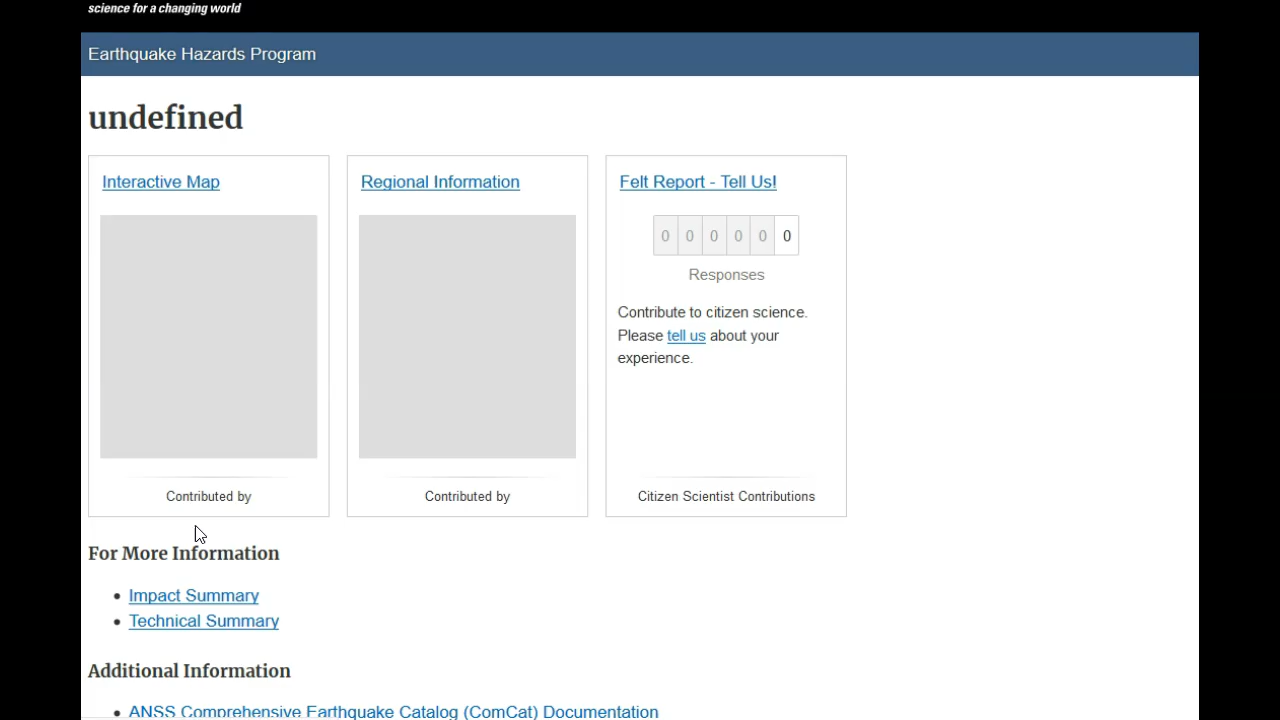 science for a changing world
Earthquake Hazards Program
undefined
Interactive Map
Contributed by
Regional Information
Contributed by
Felt Report - Tell Us!
0 0 0 0 0 0
Responses
Contribute to citizen science.
Please tell us about your
experience.
Citizen Scientist Contributions
For More Information
Impact Summary
Technical Summary
Additional Information
ANSS Comprehensive Earthquake Catalog (ComCat) Documentation